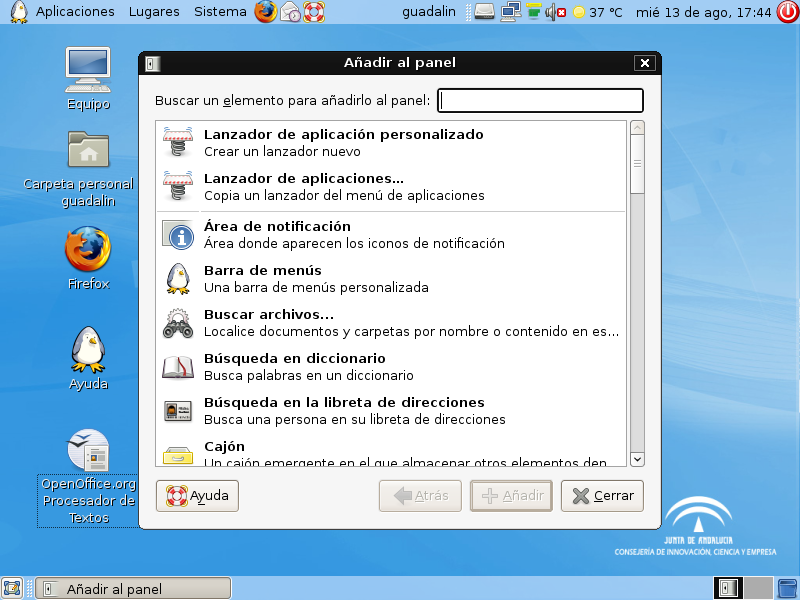 Aplicaciones Lugares Sistema guadalin 37 °C mié 13 de ago, 17:44
Equipo
Carpeta personal
guadalin
Firefox
Ayuda
OpenOffice.org
Procesador de
Textos
Añadir al panel
Buscar un elemento para añadirlo al panel:
Lanzador de aplicación personalizado
Crear un lanzador nuevo
Lanzador de aplicaciones...
Copia un lanzador del menú de aplicaciones
Área de notificación
Área donde aparecen los iconos de notificación
Barra de menús
Una barra de menús personalizada
Buscar archivos...
Localice documentos y carpetas por nombre o contenido en es...
Búsqueda en diccionario
Busca palabras en un diccionario
Búsqueda en la libreta de direcciones
Busca una persona en su libreta de direcciones
Cajón
Un cajón emergente en el que almacenar otros elementos den
Ayuda Atrás Añadir Cerrar
JUNTA DE ANDALUCIA
CONSEJERÍA DE INNOVACIÓN, CIENCIA Y EMPRESA
Añadir al panel